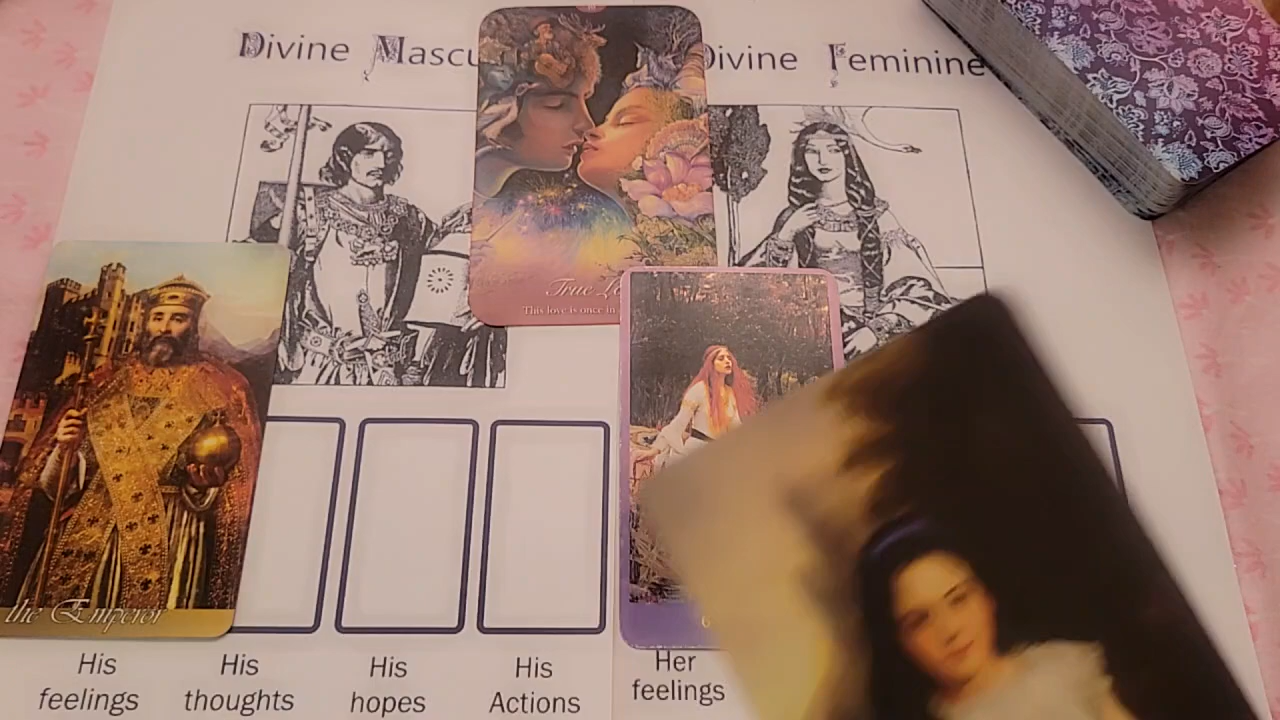 Divine Mascu
Divine Feminine
True Lo
This love is once in
the Emperor
His
feelings
His
thoughts
His
hopes
His
Actions
Her
feelings